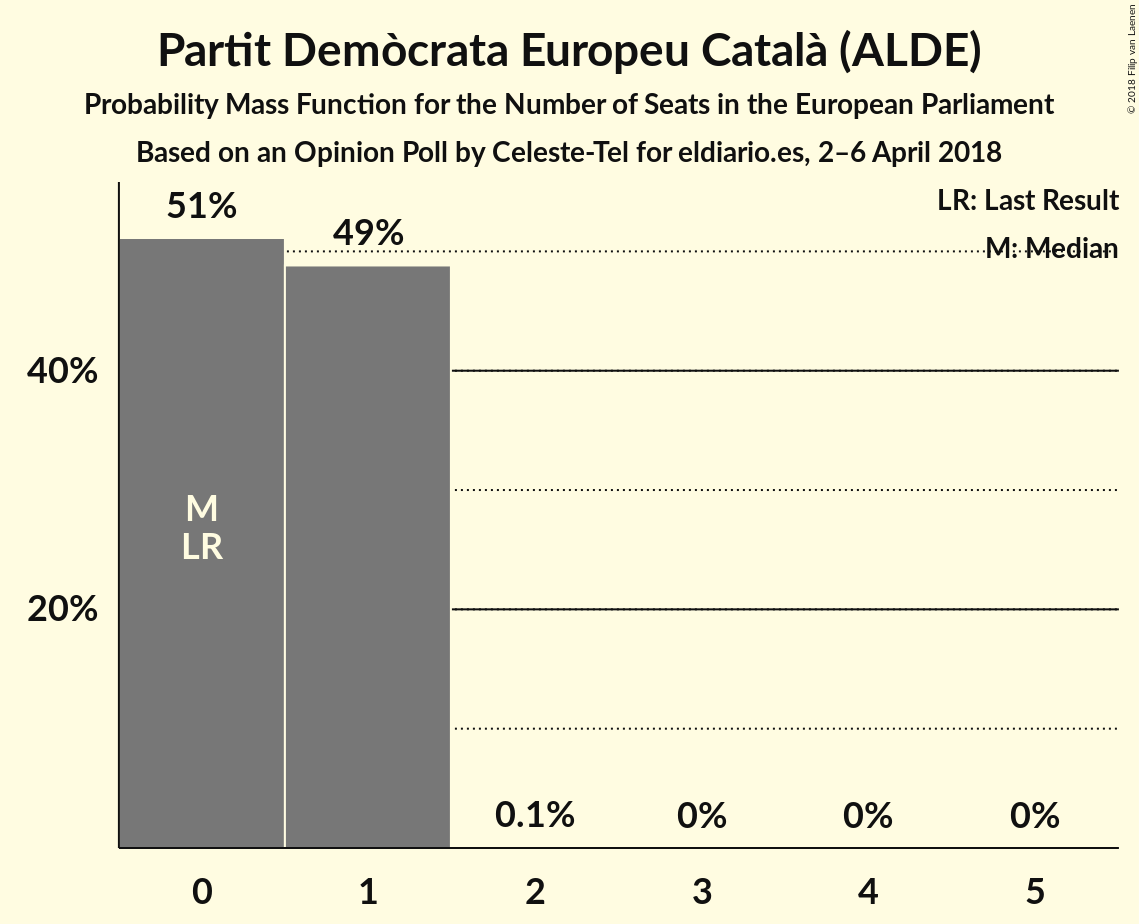 Partit Demòcrata Europeu Català (ALDE)
Probability Mass Function for the Number of Seats in the European Parliament
Based on an Opinion Poll by Celeste-Tel for eldiario.es, 2–6 April 2018
© 2018 Filip van Laenen
LR: Last Result
M: Median
51%
49%
40%
20%
M
LR
0.1%
0%
0%
0%
0
1
2
3
4
5